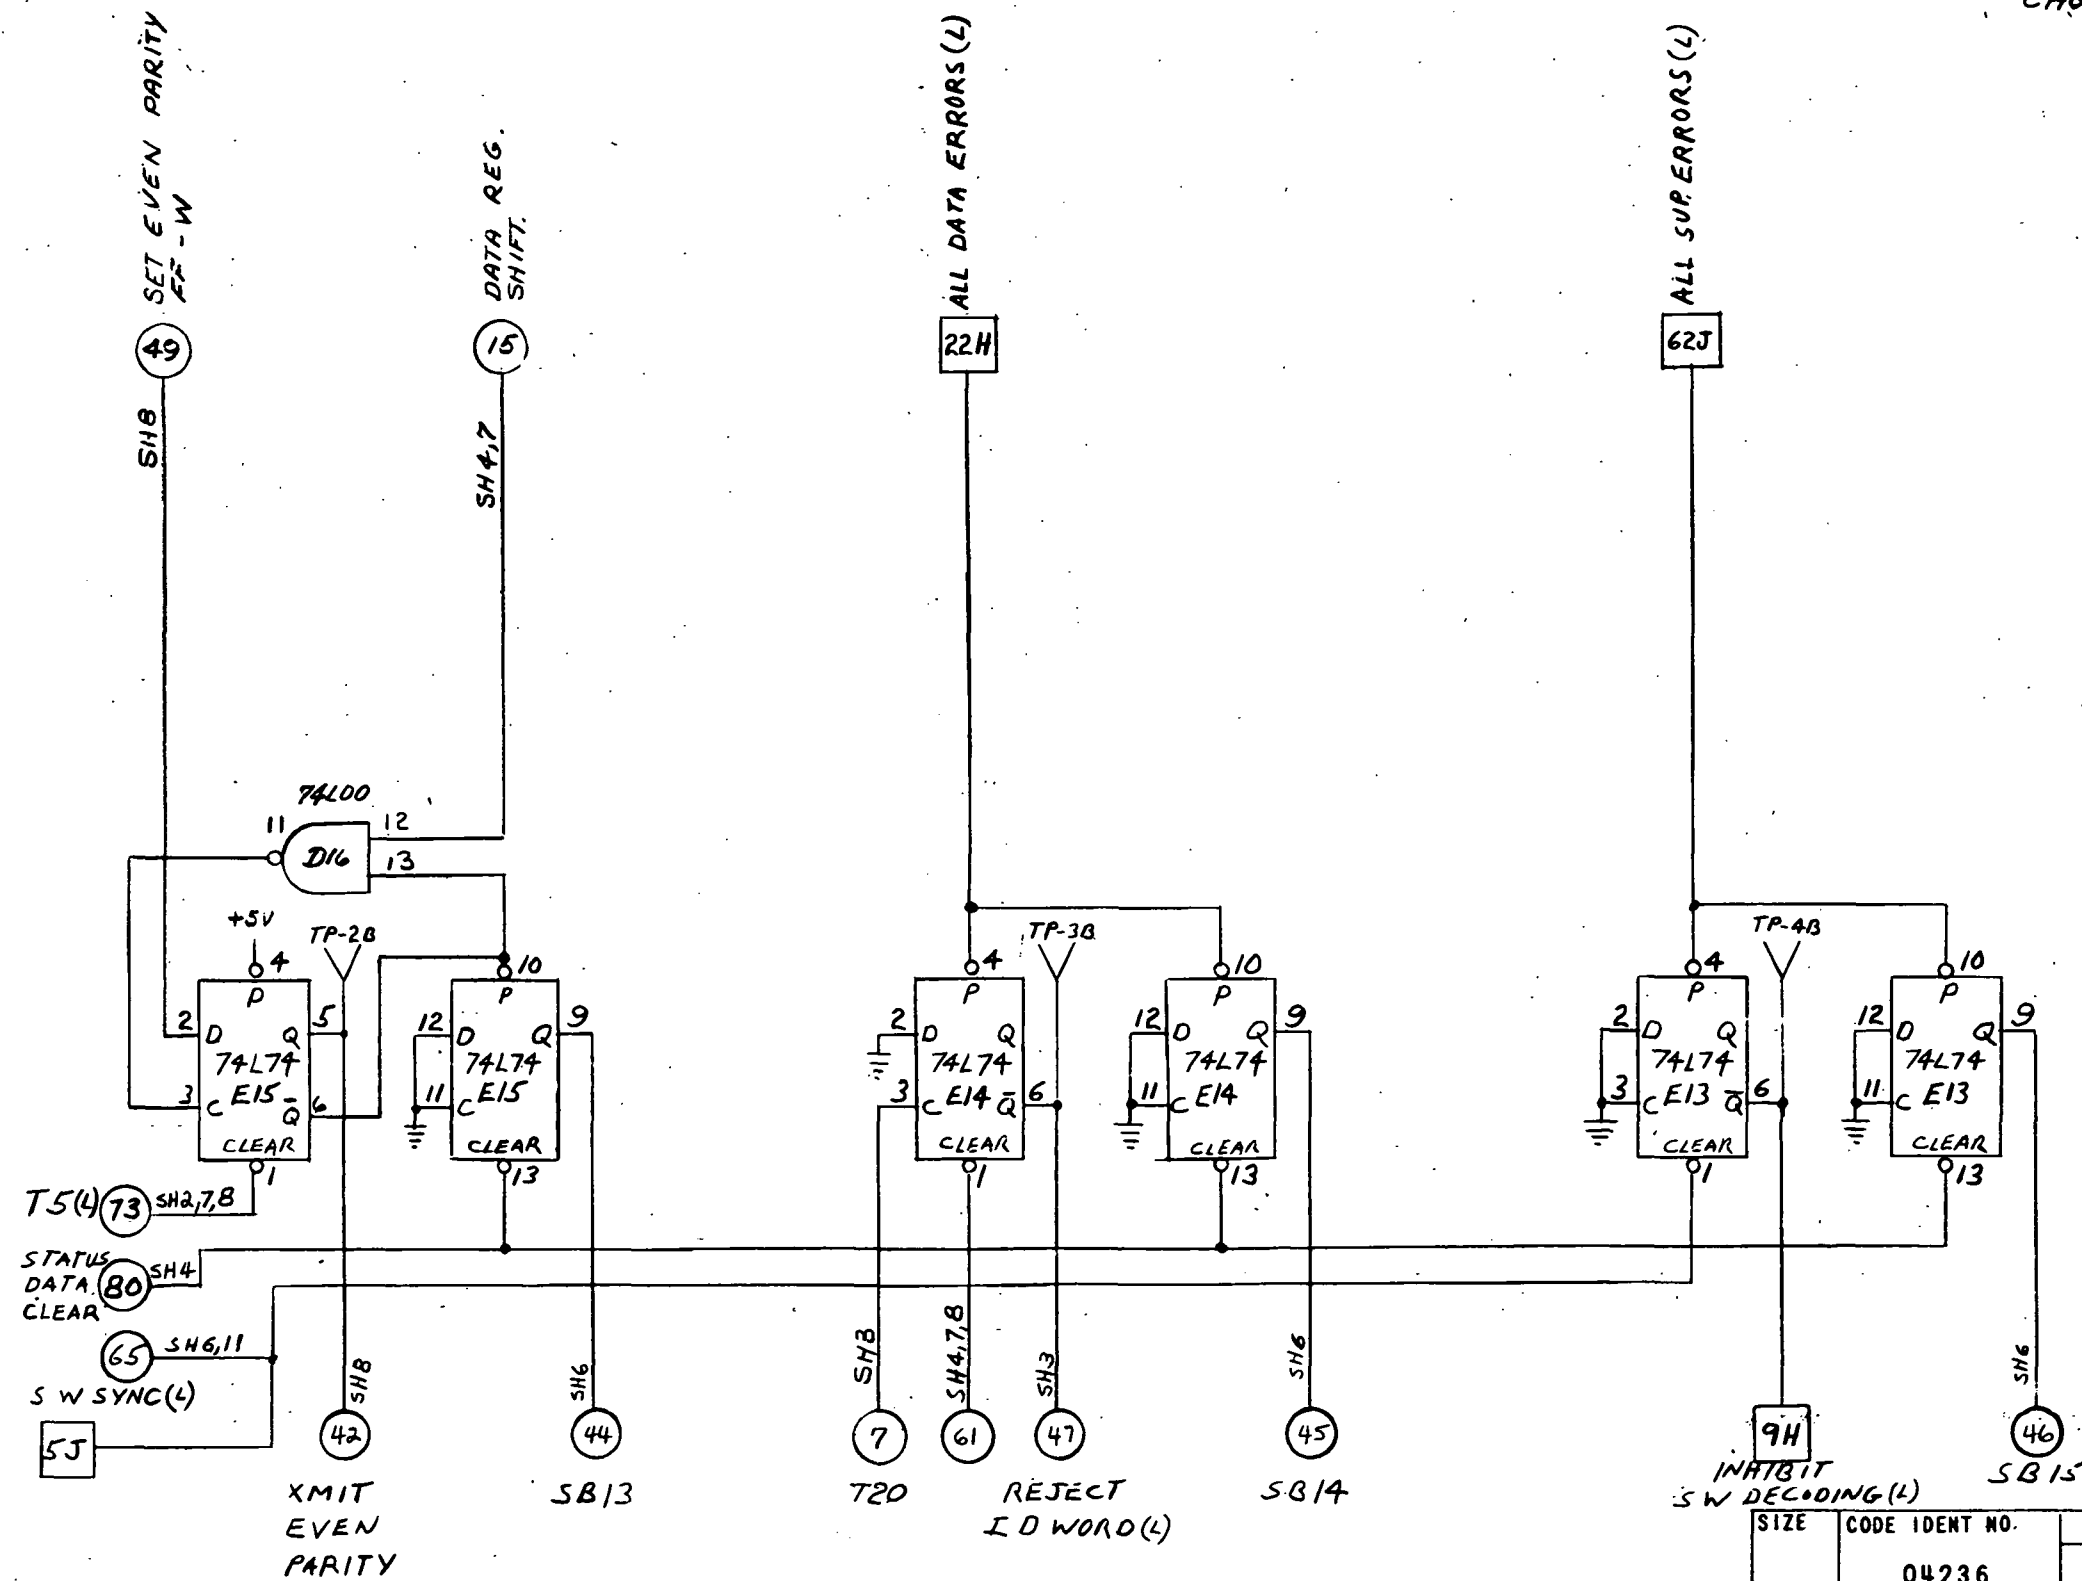 SET EVEN PARITY
FF-W
DATA REG.
SHIFT.
ALL DATA ERRORS (L)
ALL SUP. ERRORS (L)
49
15
22H
62J
SH8
SH4,7
74L00
11
12
D16
13
+5V
TP-2B
TP-3B
TP-4B
4
10
4
10
4
10
P
P
P
P
P
P
2 D Q 5
12 D Q 9
2 D Q
12 D Q 9
2 D Q
12 D Q 9
74L74
74L74
74L74
74L74
74L74
74L74
3 C E15 Q̅ 6
11 C E15
3 C E14 Q̅ 6
11 C E14
3 C E13 Q̅ 6
11 C E13
CLEAR
CLEAR
CLEAR
CLEAR
CLEAR
CLEAR
1
13
1
13
1
13
T5(L) 73 SH2,7,8
STATUS
DATA 80 SH4
CLEAR
65 SH6,11
SW SYNC(L)
5J
SH8
SH6
SH8
SH4,7,8
SH3
SH6
SH6
42
44
7
61
47
45
9H
46
XMIT
EVEN
PARITY
SB13
T20
REJECT
ID WORD(L)
SB14
INHIBIT
SW DECODING(L)
SB15
SIZE
CODE IDENT NO.
04236